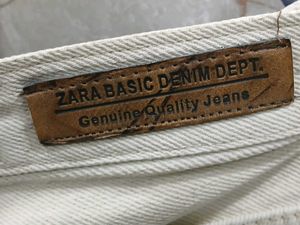 ZARA BASIC DENIM DEPT.
Genuine Quality Jeans